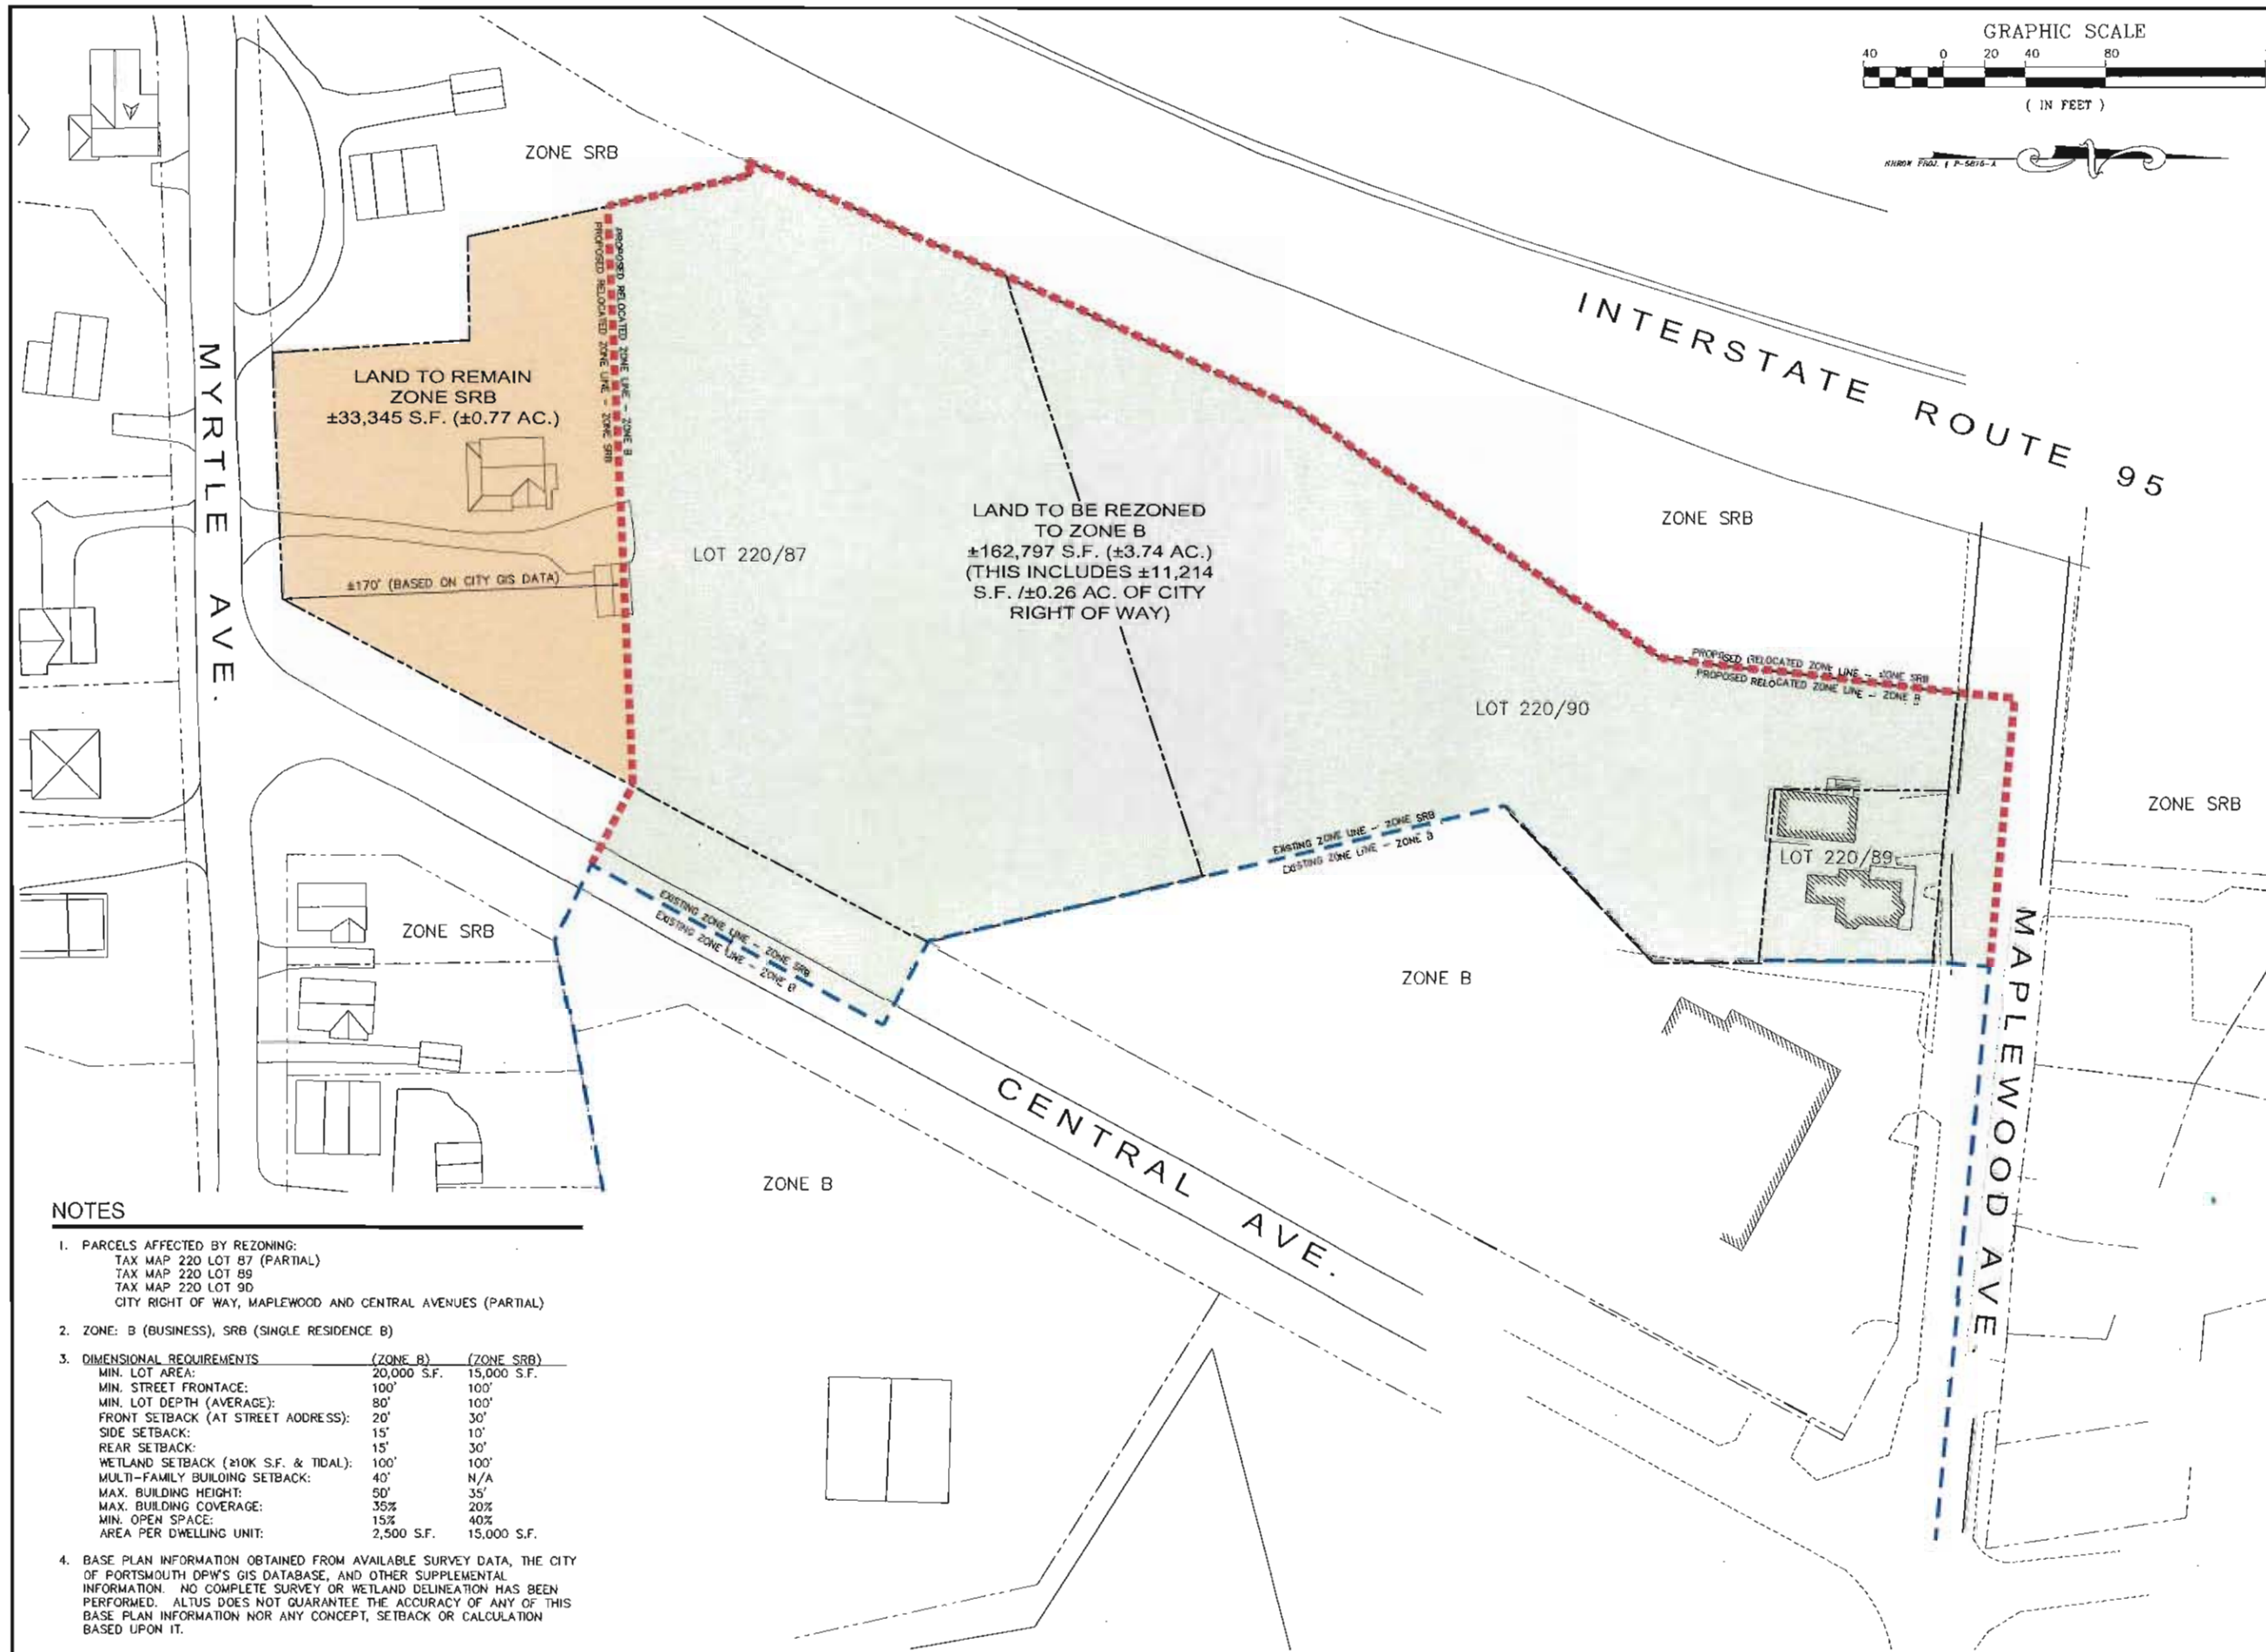 GRAPHIC SCALE
40 0 20 40 80
( IN FEET )
ZONE SRB
INTERSTATE ROUTE 95
MYRTLE AVE.
LAND TO REMAIN
ZONE SRB
±33,345 S.F. (±0.77 AC.)
PROPOSED RELOCATED ZONE LINE - ZONE B
PROPOSED RELOCATED ZONE LINE - ZONE SRB
±170' (BASED ON CITY GIS DATA)
LOT 220/87
LAND TO BE REZONED
TO ZONE B
±162,797 S.F. (±3.74 AC.)
(THIS INCLUDES ±11,214
S.F. /±0.26 AC. OF CITY
RIGHT OF WAY)
ZONE SRB
PROPOSED RELOCATED ZONE LINE - ZONE SRB
PROPOSED RELOCATED ZONE LINE - ZONE B
LOT 220/90
ZONE SRB
EXISTING ZONE LINE - ZONE SRB
EXISTING ZONE LINE - ZONE B
LOT 220/89
ZONE SRB
EXISTING ZONE LINE - ZONE SRB
EXISTING ZONE LINE - ZONE B
ZONE B
MAPLEWOOD AVE.
CENTRAL AVE.
ZONE B
NOTES
1. PARCELS AFFECTED BY REZONING:
TAX MAP 220 LOT 87 (PARTIAL)
TAX MAP 220 LOT 89
TAX MAP 220 LOT 90
CITY RIGHT OF WAY, MAPLEWOOD AND CENTRAL AVENUES (PARTIAL)
2. ZONE: B (BUSINESS), SRB (SINGLE RESIDENCE B)
3. DIMENSIONAL REQUIREMENTS (ZONE B) (ZONE SRB)
MIN. LOT AREA: 20,000 S.F. 15,000 S.F.
MIN. STREET FRONTAGE: 100' 100'
MIN. LOT DEPTH (AVERAGE): 80' 100'
FRONT SETBACK (AT STREET ADDRESS): 20' 30'
SIDE SETBACK: 15' 10'
REAR SETBACK: 15' 30'
WETLAND SETBACK (≥10K S.F. & TIDAL): 100' 100'
MULTI-FAMILY BUILDING SETBACK: 40' N/A
MAX. BUILDING HEIGHT: 50' 35'
MAX. BUILDING COVERAGE: 35% 20%
MIN. OPEN SPACE: 15% 40%
AREA PER DWELLING UNIT: 2,500 S.F. 15,000 S.F.
4. BASE PLAN INFORMATION OBTAINED FROM AVAILABLE SURVEY DATA, THE CITY
OF PORTSMOUTH DPW'S GIS DATABASE, AND OTHER SUPPLEMENTAL
INFORMATION. NO COMPLETE SURVEY OR WETLAND DELINEATION HAS BEEN
PERFORMED. ALTUS DOES NOT GUARANTEE THE ACCURACY OF ANY OF THIS
BASE PLAN INFORMATION NOR ANY CONCEPT, SETBACK OR CALCULATION
BASED UPON IT.